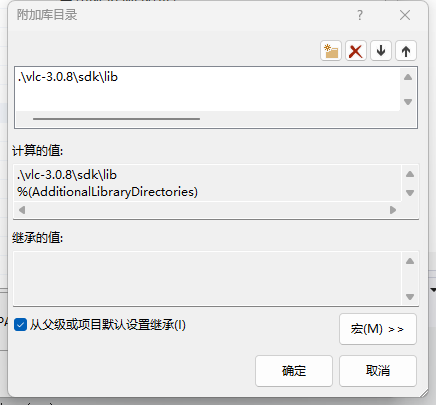 附加库目录
.\vlc-3.0.8\sdk\lib
计算的值:
.\vlc-3.0.8\sdk\lib
%(AdditionalLibraryDirectories)
继承的值:
从父级或项目默认设置继承(I)
宏(M) >>
确定
取消